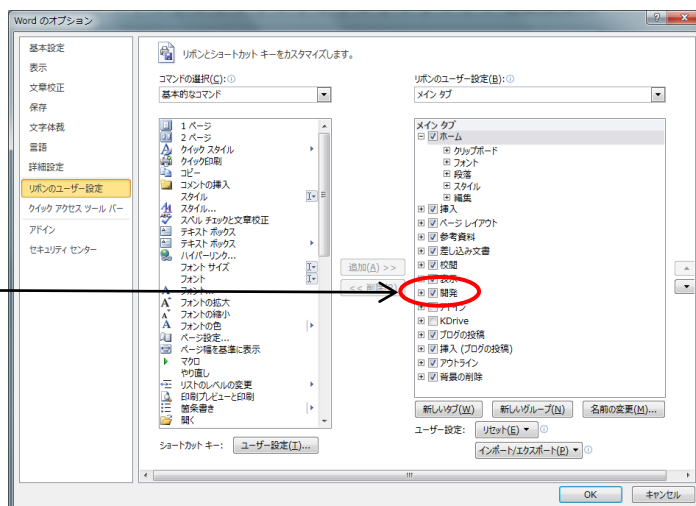 Word のオプション
基本設定
表示
文章校正
保存
文字体裁
言語
詳細設定
リボンのユーザー設定
クイック アクセス ツール バー
アドイン
セキュリティ センター
リボンとショートカット キーをカスタマイズします。
コマンドの選択(C):
基本的なコマンド
1 ページ
2 ページ
クイック スタイル
クイック印刷
コピー
コメントの挿入
スタイル
スタイル...
スペル チェックと文章校正
テキスト ボックス
テキスト ボックス
ハイパーリンク...
フォント サイズ
フォント
フォント...
フォントの拡大
フォントの縮小
フォントの色
ページ設定...
ページ幅を基準に表示
マクロ
やり直し
リストのレベルの変更
印刷プレビューと印刷
箇条書き
開く
ショートカット キー:
ユーザー設定(T)...
追加(A) >>
<< 削除(R)
リボンのユーザー設定(B):
メイン タブ
メイン タブ
ホーム
クリップボード
フォント
段落
スタイル
編集
挿入
ページ レイアウト
参考資料
差し込み文書
校閲
表示
開発
アドイン
KDrive
ブログの投稿
挿入 (ブログの投稿)
アウトライン
背景の削除
新しいタブ(W)
新しいグループ(N)
名前の変更(M)...
ユーザー設定:
リセット(E)
インポート/エクスポート(P)
OK
キャンセル